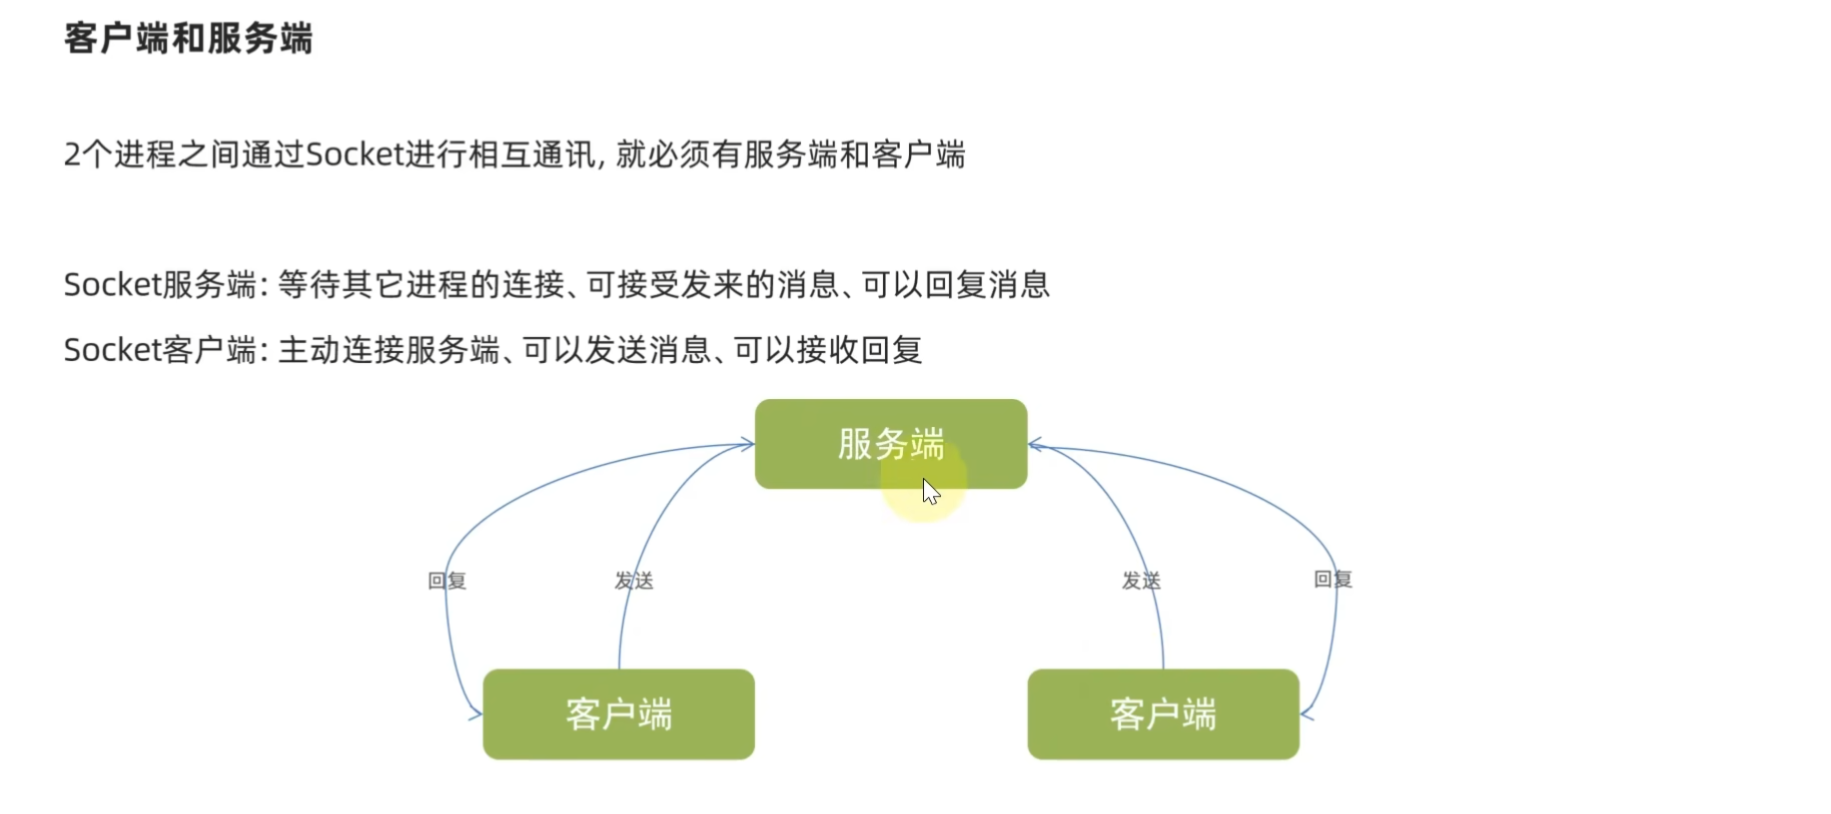 客户端和服务端
2个进程之间通过Socket进行相互通讯，就必须有服务端和客户端
Socket服务端：等待其它进程的连接、可接受发来的消息、可以回复消息
Socket客户端：主动连接服务端、可以发送消息、可以接收回复
服务端
回复
发送
发送
回复
客户端
客户端